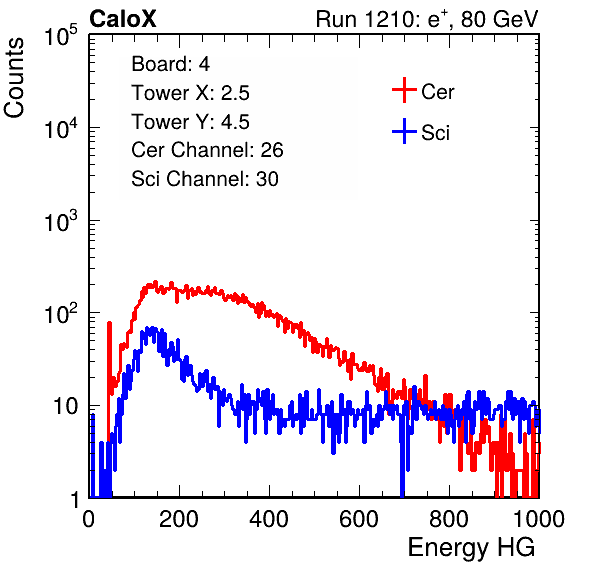 CaloX Run 1210: e⁺, 80 GeV
Counts
10⁵
10⁴
10³
10²
10
1
Board: 4
Tower X: 2.5
Tower Y: 4.5
Cer Channel: 26
Sci Channel: 30
Cer
Sci
0 200 400 600 800 1000
Energy HG